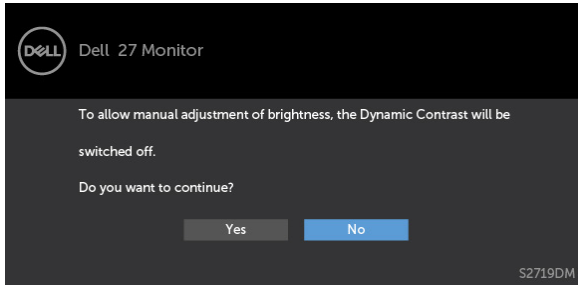 DELL
Dell 27 Monitor
To allow manual adjustment of brightness, the Dynamic Contrast will be
switched off.
Do you want to continue?
Yes No
S2719DM